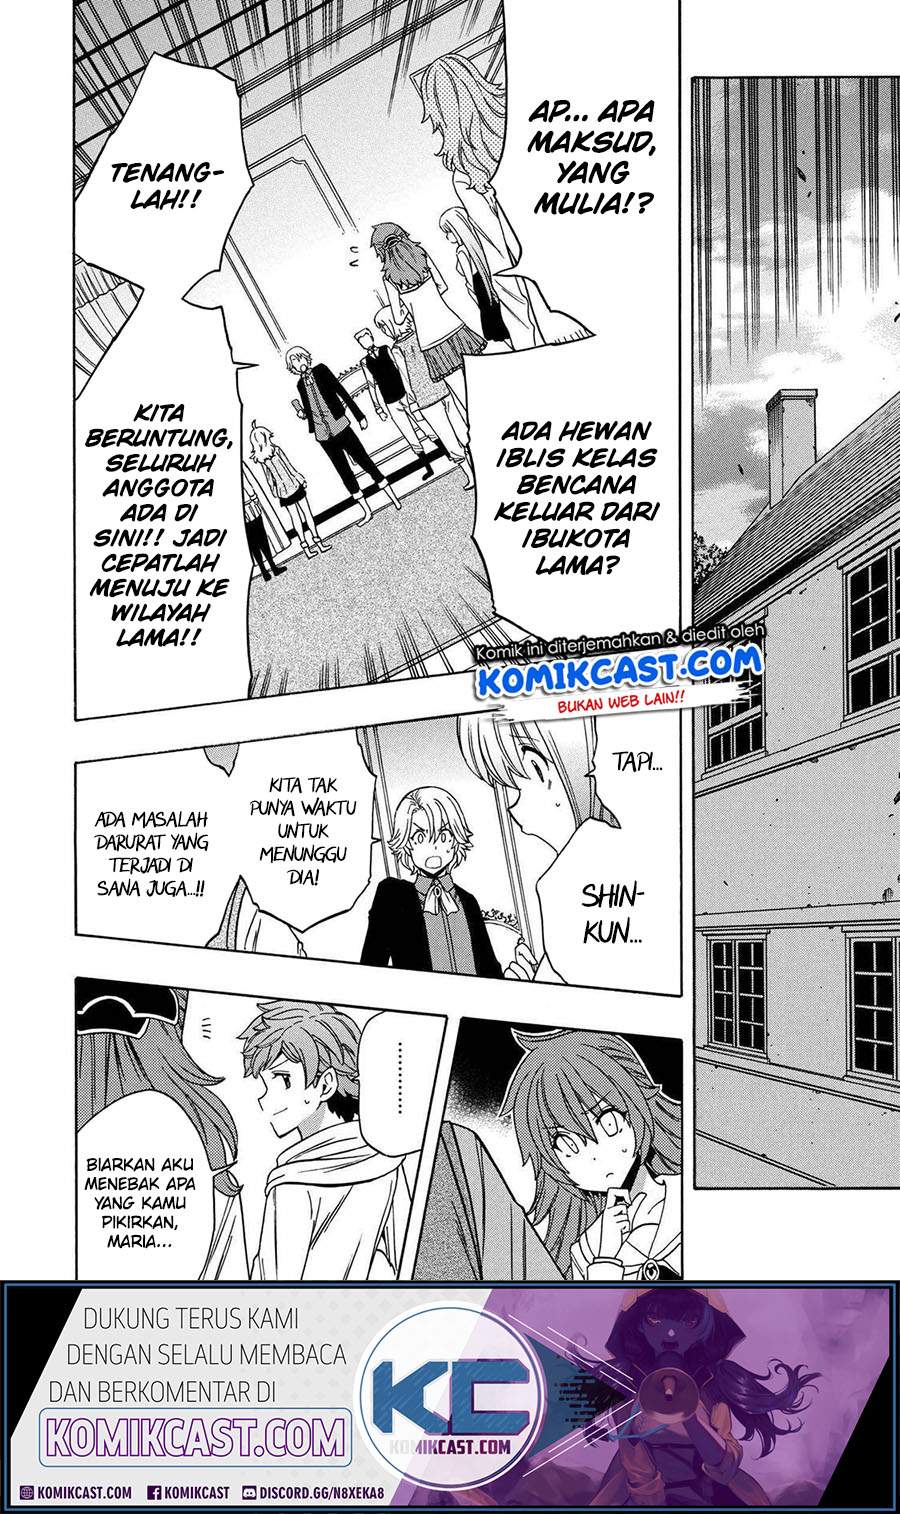 AP... APA
MAKSUD,
YANG
MULIA!?
ADA HEWAN
IBLIS KELAS
BENCANA
KELUAR DARI
IBUKOTA
LAMA?
TENANG-
LAH!!
KITA
BERUNTUNG,
SELURUH
ANGGOTA
ADA DI
SINI!! JADI
CEPATLAH
MENUJU KE
WILAYAH
LAMA!!
Komik ini diterjemahkan & diedit oleh
KOMIKCAST.COM
BUKAN WEB LAIN!!
TAPI...
SHIN-
KUN...
KITA TAK
PUNYA WAKTU
UNTUK
MENUNGGU
DIA!
ADA MASALAH
DARURAT YANG
TERJADI DI
SANA JUGA...!!
..........
BIARKAN AKU
MENEBAK APA
YANG KAMU
PIKIRKAN,
MARIA...
DUKUNG TERUS KAMI
DENGAN SELALU MEMBACA
DAN BERKOMENTAR DI
KOMIKCAST.COM
KC
KOMIKCAST.COM
KOMIKCAST.COM KOMIKCAST DISCORD.GG/N8XEKA8